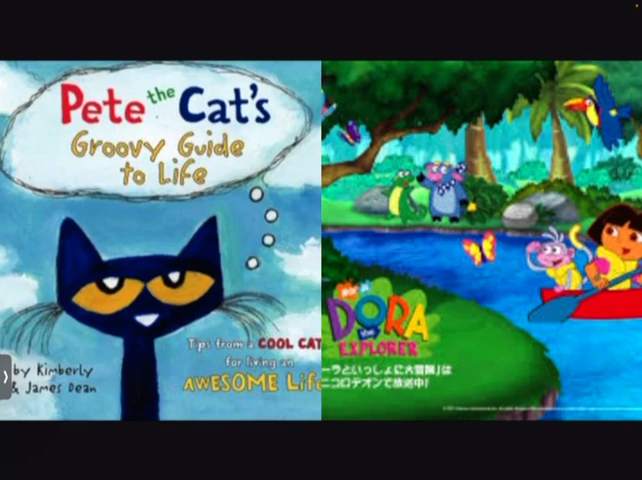 Pete the Cat's
Groovy Guide
to Life
Tips from a COOL CAT
for living an
AWESOME Life
by Kimberly
& James Dean
DORA
the
EXPLORER
ーラといっしょに大冒険」は
ニコロデオンで放送中!